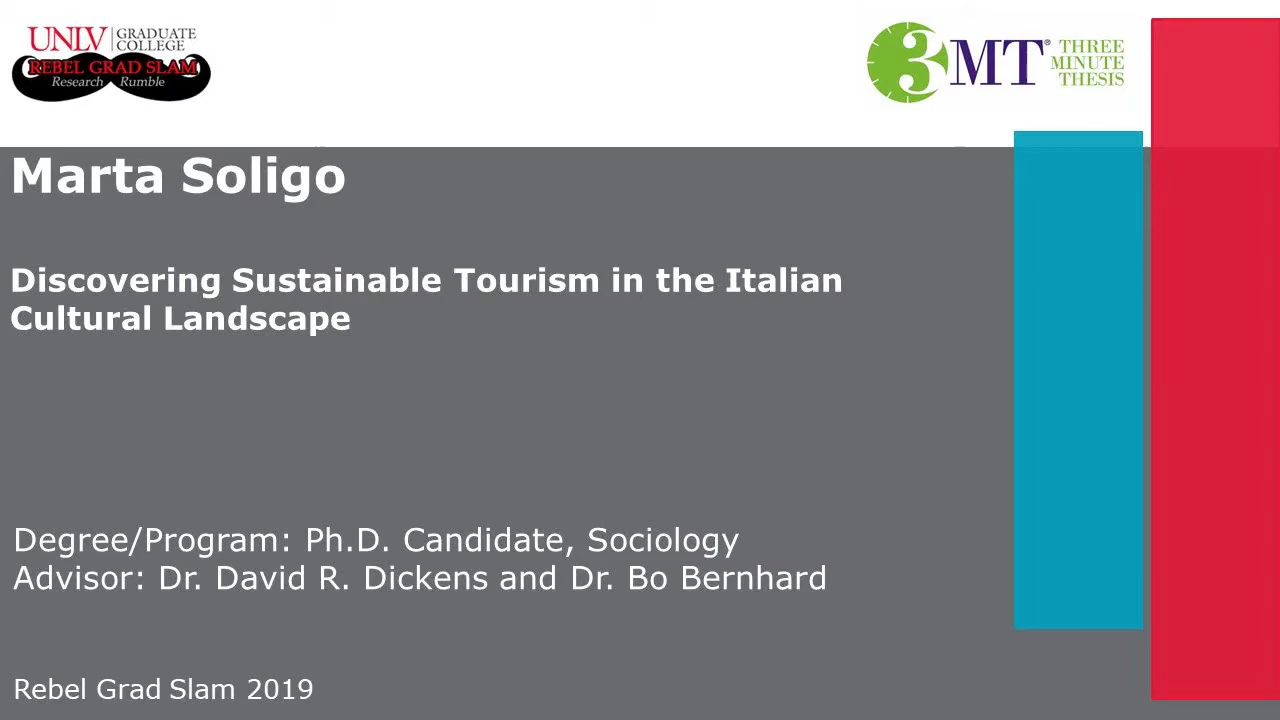 UNLV GRADUATE COLLEGE
REBEL GRAD SLAM
Research Rumble
3MT® THREE MINUTE THESIS
Marta Soligo
Discovering Sustainable Tourism in the Italian
Cultural Landscape
Degree/Program: Ph.D. Candidate, Sociology
Advisor: Dr. David R. Dickens and Dr. Bo Bernhard
Rebel Grad Slam 2019